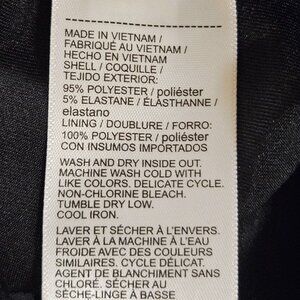 MADE IN VIETNAM /
FABRIQUÉ AU VIETNAM /
HECHO EN VIETNAM
SHELL / COQUILLE /
TEJIDO EXTERIOR:
95% POLYESTER / poliéster
5% ELASTANE / ÉLASTHANNE /
elastano
LINING / DOUBLURE / FORRO:
100% POLYESTER / poliéster
CON INSUMOS IMPORTADOS
WASH AND DRY INSIDE OUT.
MACHINE WASH COLD WITH
LIKE COLORS. DELICATE CYCLE.
NON-CHLORINE BLEACH.
TUMBLE DRY LOW.
COOL IRON.
LAVER ET SÉCHER À L'ENVERS.
LAVER À LA MACHINE À L'EAU
FROIDE AVEC DES COULEURS
SIMILAIRES. CYCLE DÉLICAT.
AGENT DE BLANCHIMENT SANS
CHLORE. SÉCHER AU
SÈCHE-LINGE À BASSE